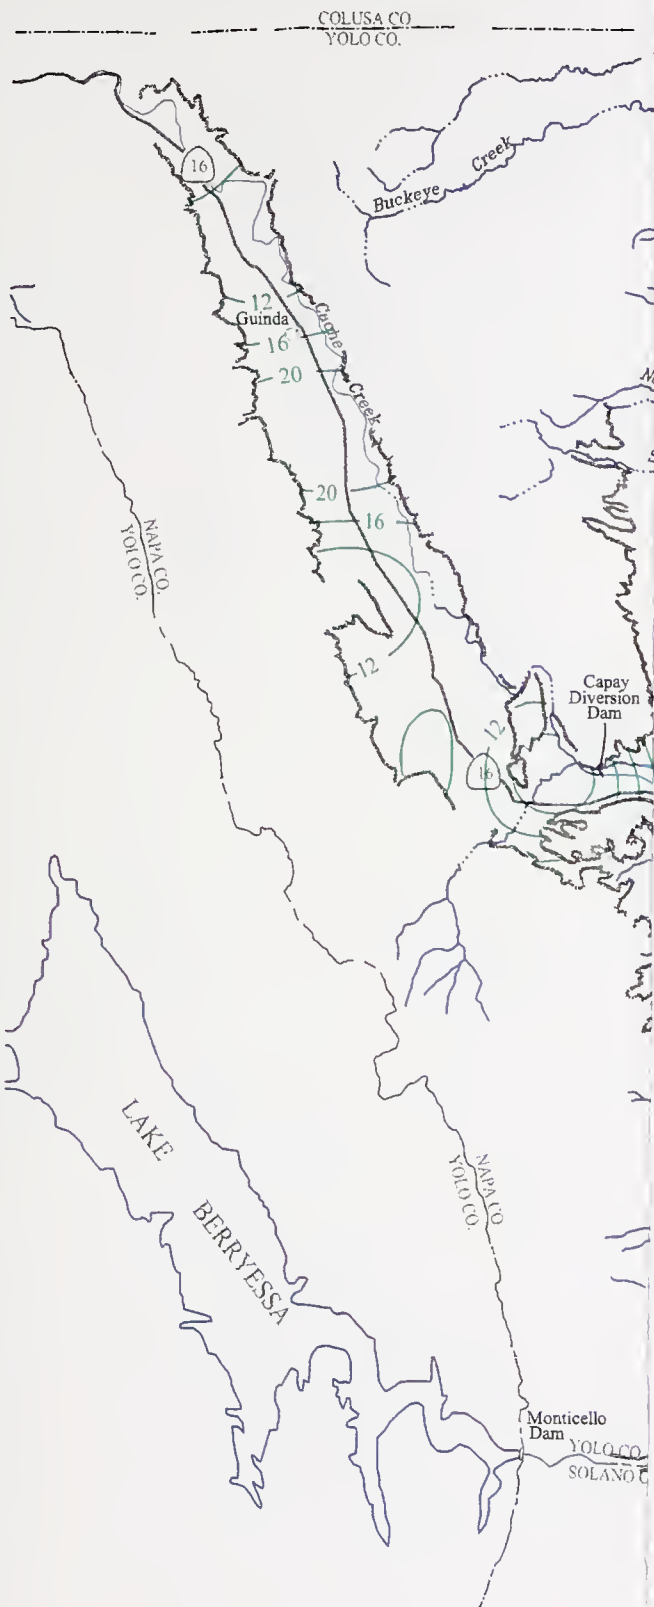 COLUSA CO
YOLO CO.
16
Buckeye Creek
12
Guinda
16
20
Cache Creek
20
16
NAPA CO.
YOLO CO.
12
Capay
Diversion
Dam
12
16
LAKE
BERRYESSA
NAPA CO.
YOLO CO.
Monticello
Dam
YOLO CO
SOLANO